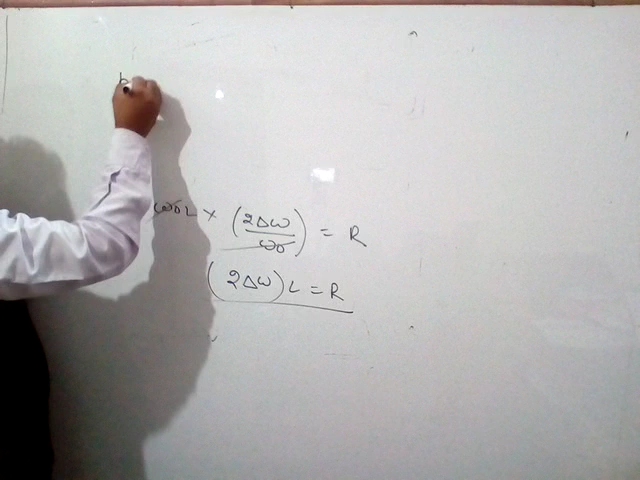 b
ω₀L × (2Δω/ω₀) = R
(2Δω)L = R